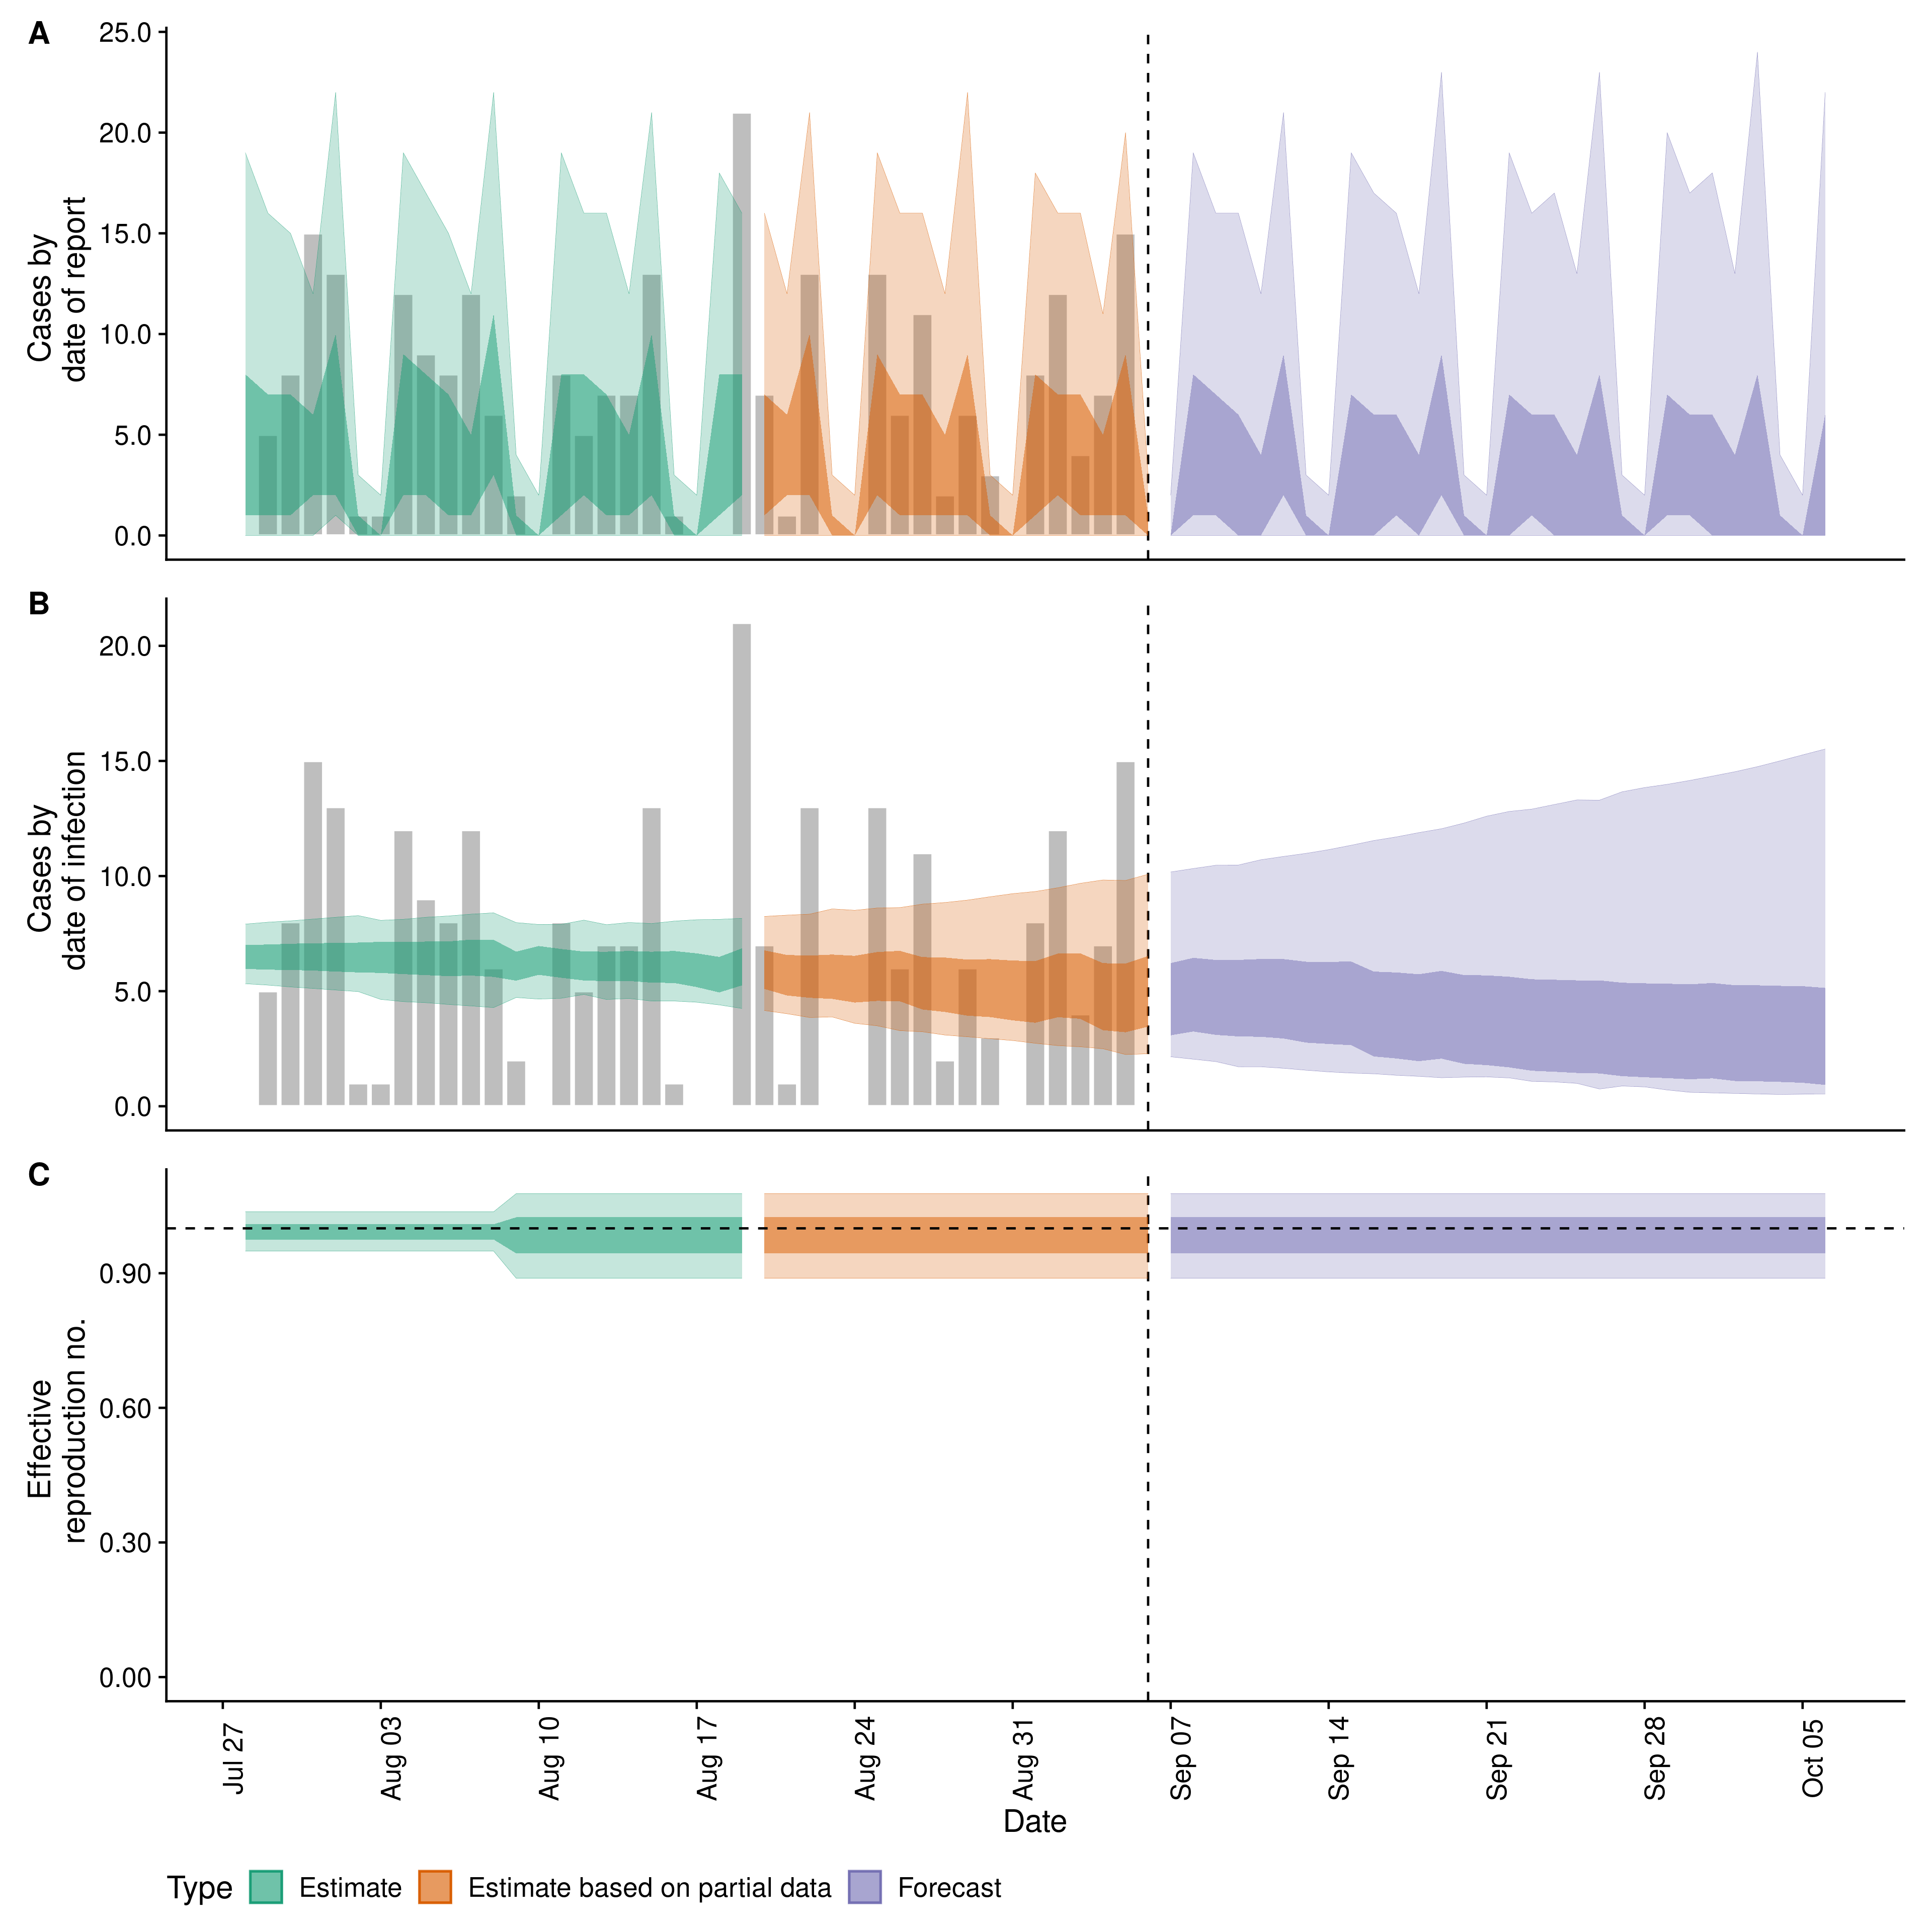 A
25.0
20.0
15.0
10.0
5.0
0.0
Cases by
date of report
B
20.0
15.0
10.0
5.0
0.0
Cases by
date of infection
C
0.90
0.60
0.30
0.00
Effective
reproduction no.
Jul 27
Aug 03
Aug 10
Aug 17
Aug 24
Aug 31
Sep 07
Sep 14
Sep 21
Sep 28
Oct 05
Date
Type Estimate Estimate based on partial data Forecast